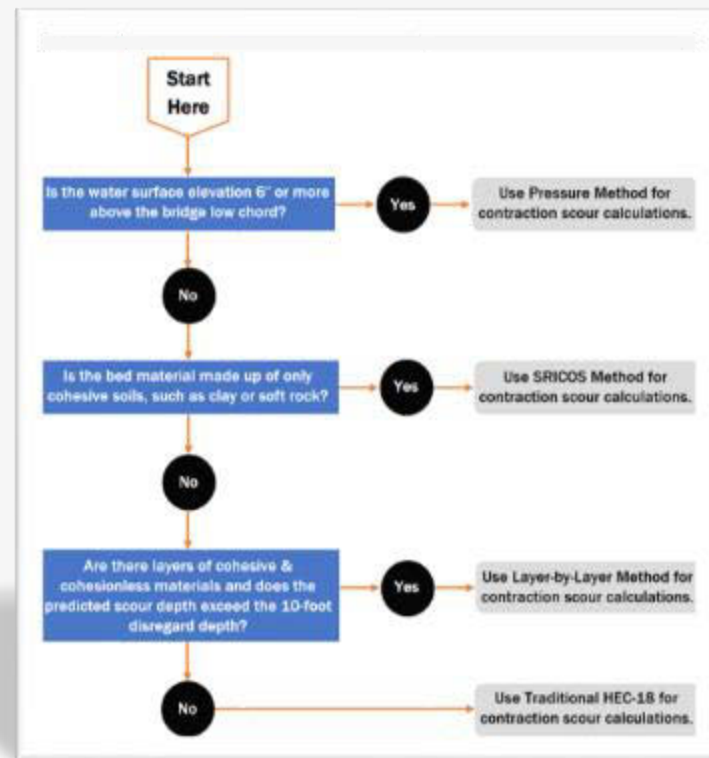 Start
Here
Is the water surface elevation 6" or more
above the bridge low chord?
Yes
Use Pressure Method for
contraction scour calculations.
No
Is the bed material made up of only
cohesive soils, such as clay or soft rock?
Yes
Use SRICOS Method for
contraction scour calculations.
No
Are there layers of cohesive &
cohesionless materials and does the
predicted scour depth exceed the 10-foot
disregard depth?
Yes
Use Layer-by-Layer Method for
contraction scour calculations.
No
Use Traditional HEC-18 for
contraction scour calculations.